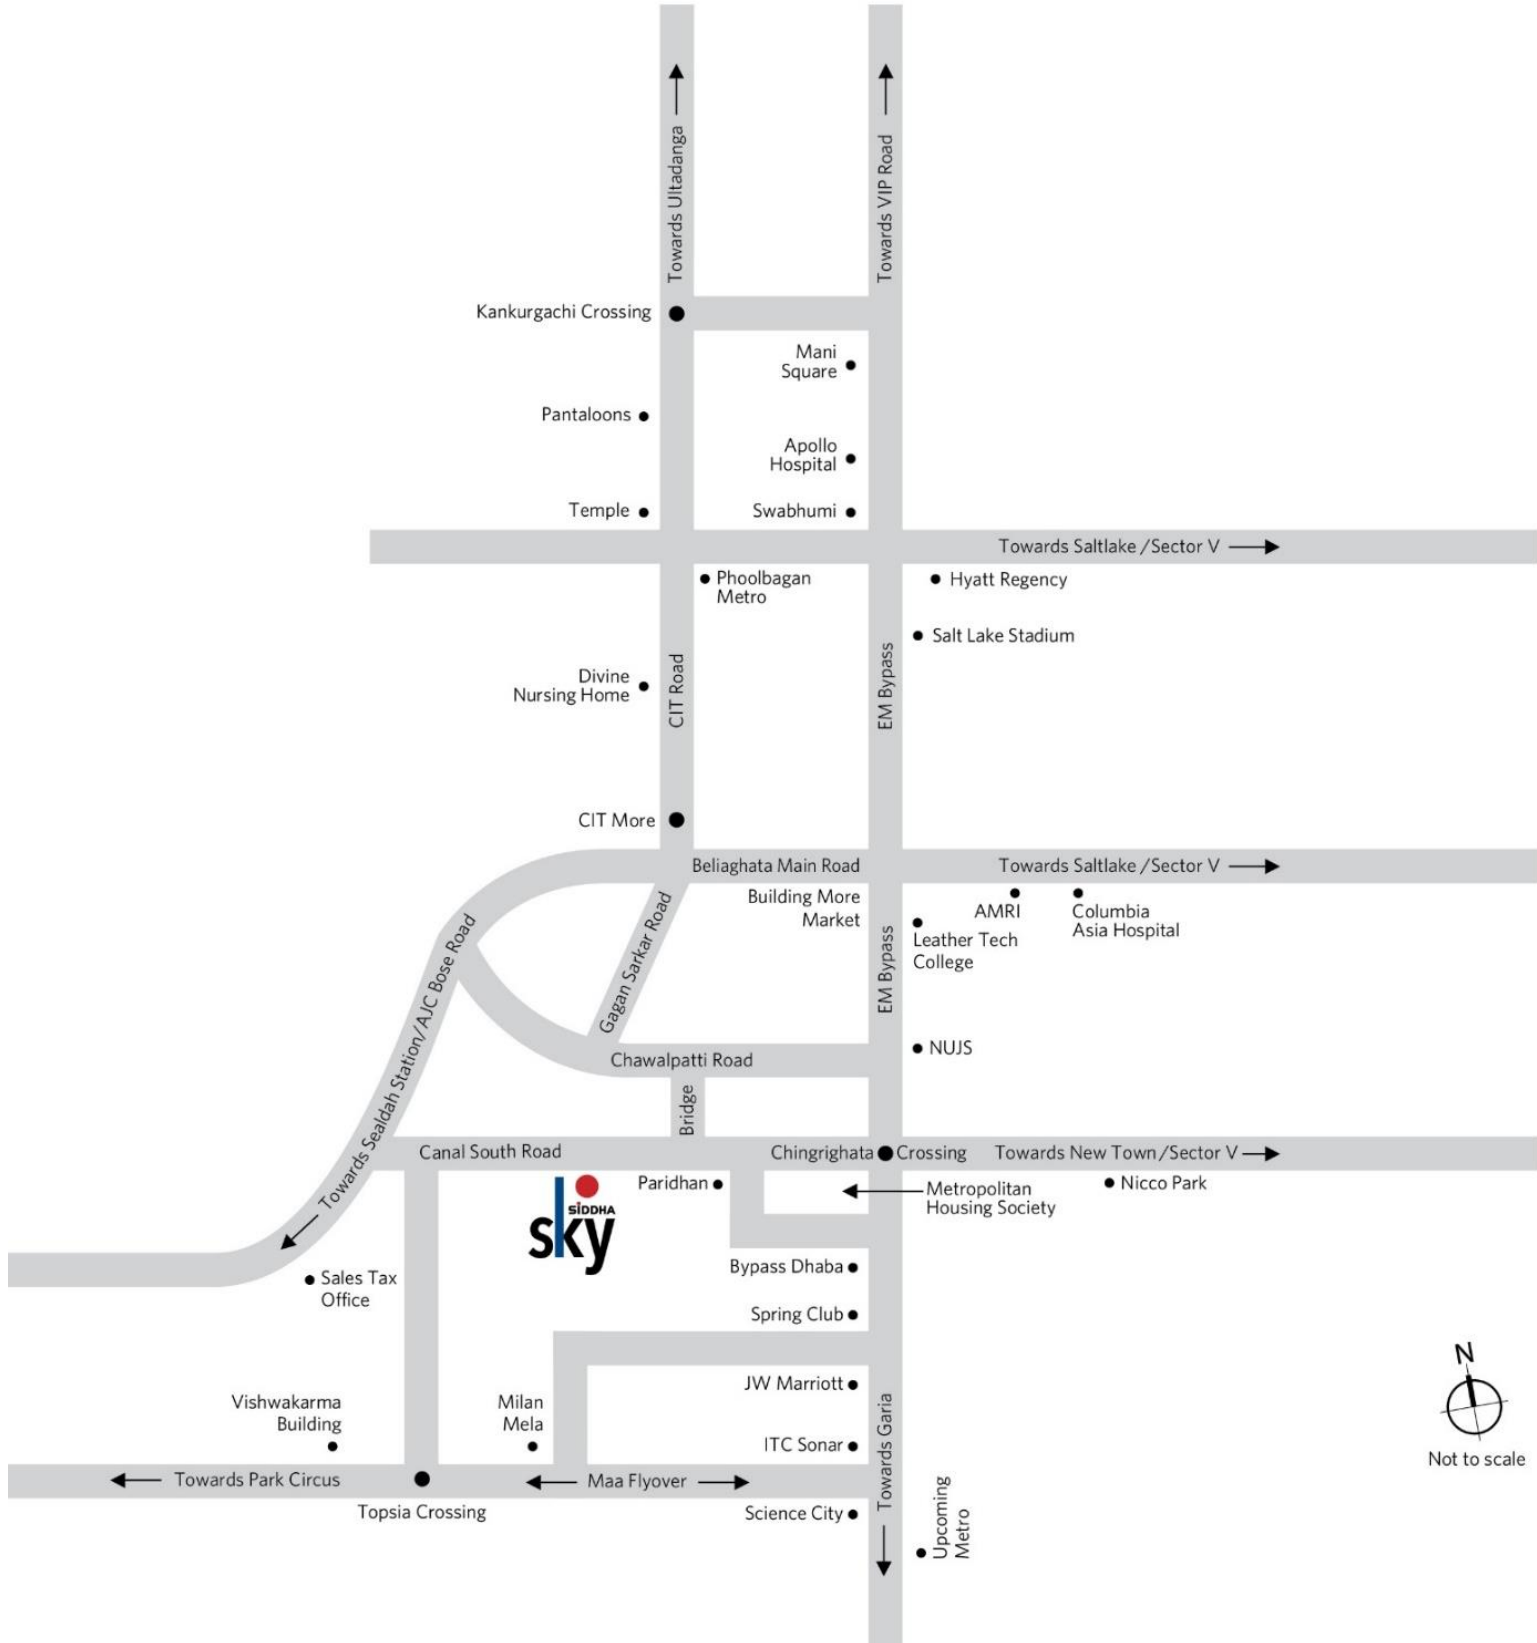 Towards Ultadanga
Towards VIP Road
Kankurgachi Crossing
Mani
Square
Pantaloons
Apollo
Hospital
Temple
Swabhumi
Towards Saltlake /Sector V
Phoolbagan
Metro
Hyatt Regency
Salt Lake Stadium
CIT Road
EM Bypass
Divine
Nursing Home
CIT More
Beliaghata Main Road
Towards Saltlake /Sector V
Building More
Market
AMRI
Columbia
Asia Hospital
Leather Tech
College
Gagan Sarkar Road
EM Bypass
Towards Sealdah Station/AJC Bose Road
NUJS
Chawalpatti Road
Bridge
Canal South Road
Chingrighata
Crossing
Towards New Town/Sector V
Paridhan
Metropolitan
Housing Society
Nicco Park
SIDDHA
sky
Bypass Dhaba
Sales Tax
Office
Spring Club
JW Marriott
Vishwakarma
Building
Milan
Mela
ITC Sonar
Towards Garia
N
Not to scale
Towards Park Circus
Maa Flyover
Topsia Crossing
Science City
Upcoming
Metro